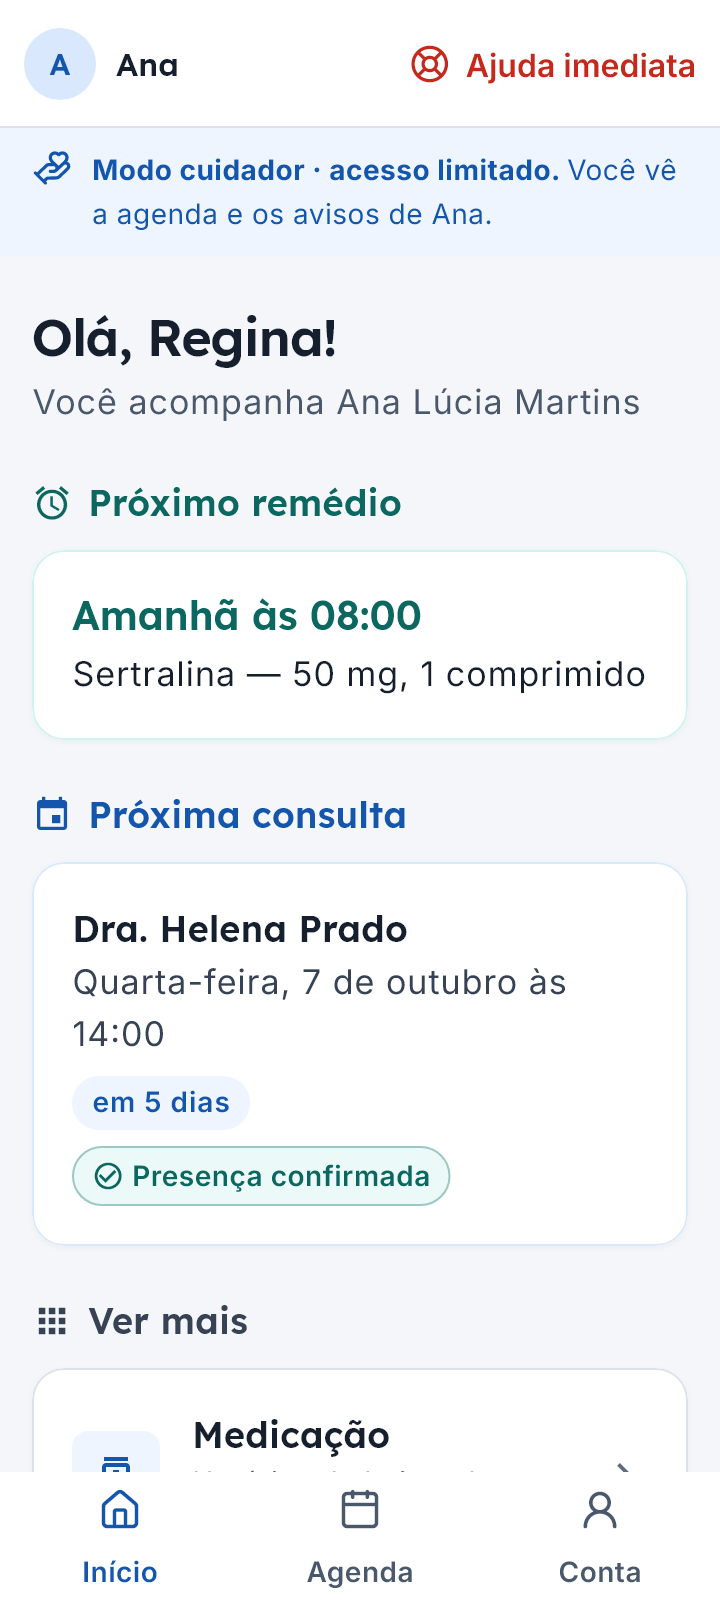 A Ana Ajuda imediata
Modo cuidador · acesso limitado. Você vê
a agenda e os avisos de Ana.
Olá, Regina!
Você acompanha Ana Lúcia Martins
Próximo remédio
Amanhã às 08:00
Sertralina — 50 mg, 1 comprimido
Próxima consulta
Dra. Helena Prado
Quarta-feira, 7 de outubro às
14:00
em 5 dias
Presença confirmada
Ver mais
Medicação
Início Agenda Conta